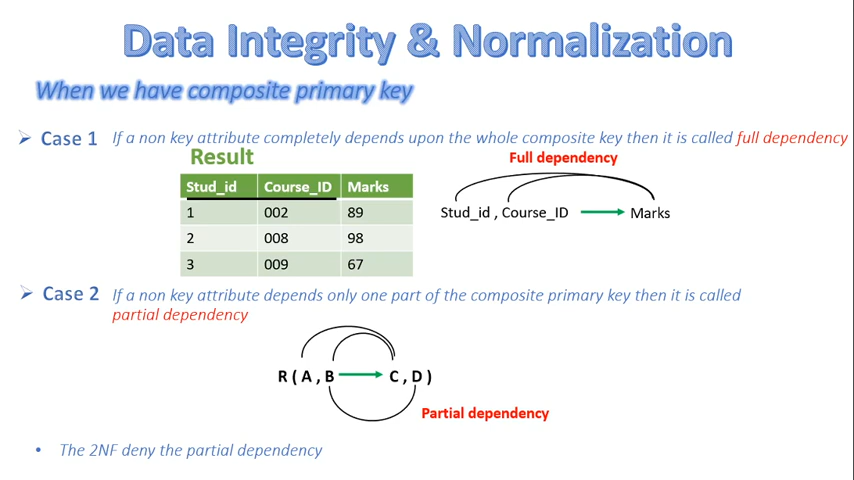 Data Integrity & Normalization
When we have composite primary key
Case 1 If a non key attribute completely depends upon the whole composite key then it is called full dependency
Result
Stud_id Course_ID Marks
1 002 89
2 008 98
3 009 67
Full dependency
Stud_id , Course_ID Marks
Case 2 If a non key attribute depends only one part of the composite primary key then it is called
partial dependency
R ( A , B C , D )
Partial dependency
• The 2NF deny the partial dependency